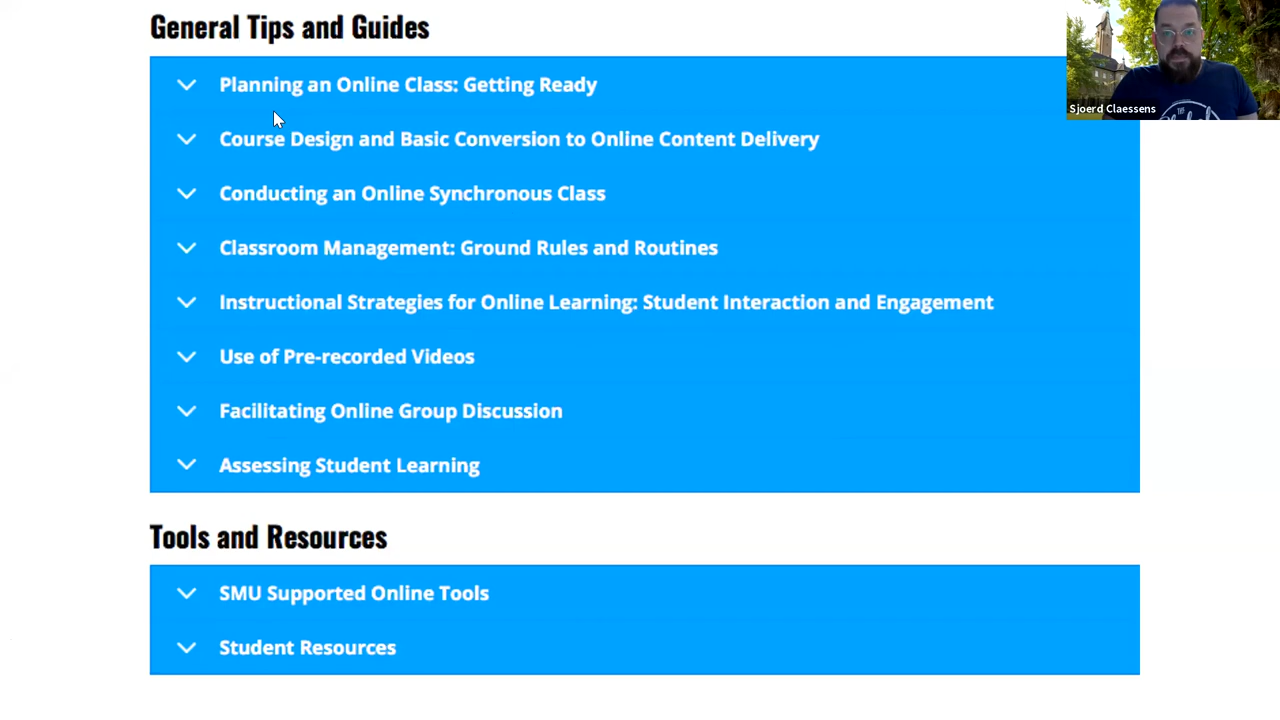 General Tips and Guides
Planning an Online Class: Getting Ready
Course Design and Basic Conversion to Online Content Delivery
Conducting an Online Synchronous Class
Classroom Management: Ground Rules and Routines
Instructional Strategies for Online Learning: Student Interaction and Engagement
Use of Pre-recorded Videos
Facilitating Online Group Discussion
Assessing Student Learning
Tools and Resources
SMU Supported Online Tools
Student Resources
Sjoerd Claessens
THE